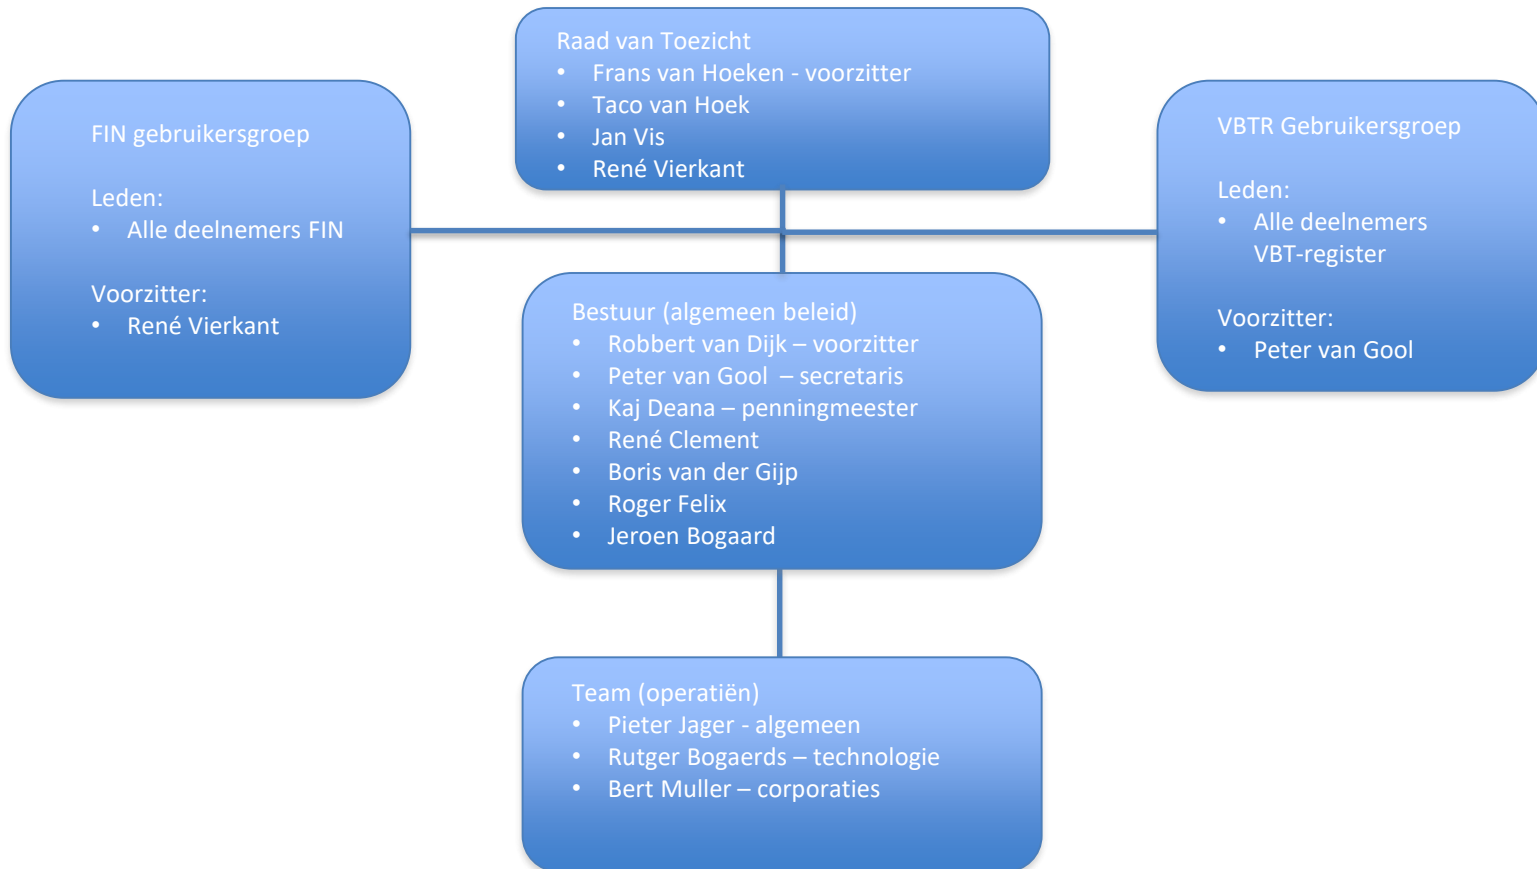 Raad van Toezicht
• Frans van Hoeken - voorzitter
• Taco van Hoek
• Jan Vis
• René Vierkant
FIN gebruikersgroep
Leden:
• Alle deelnemers FIN
Voorzitter:
• René Vierkant
VBTR Gebruikersgroep
Leden:
• Alle deelnemers
VBT-register
Voorzitter:
• Peter van Gool
Bestuur (algemeen beleid)
• Robbert van Dijk – voorzitter
• Peter van Gool – secretaris
• Kaj Deana – penningmeester
• René Clement
• Boris van der Gijp
• Roger Felix
• Jeroen Bogaard
Team (operatiën)
• Pieter Jager - algemeen
• Rutger Bogaerds – technologie
• Bert Muller – corporaties